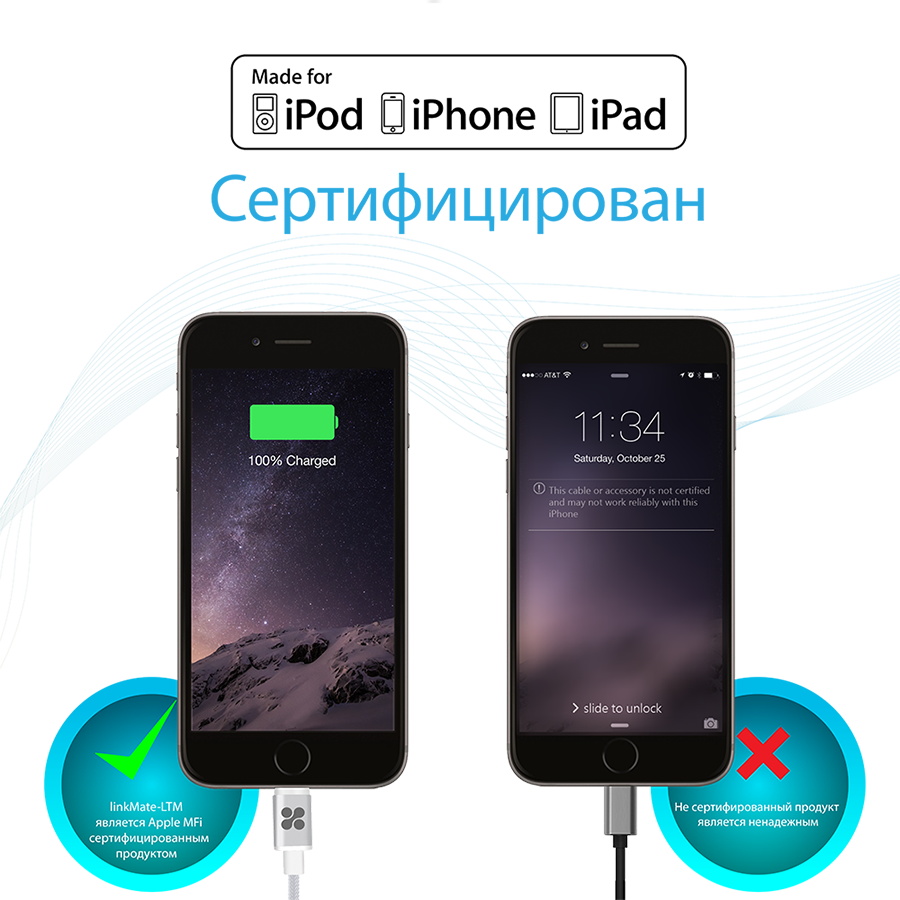 Made for
iPod iPhone iPad
Сертифицирован
100% Charged
AT&T
11:34
Saturday, October 25
This cable or accessory is not certified
and may not work reliably with this
iPhone
> slide to unlock
linkMate-LTM
является Apple MFi
сертифицированным
продуктом
Не сертифированный продукт
является ненадежным